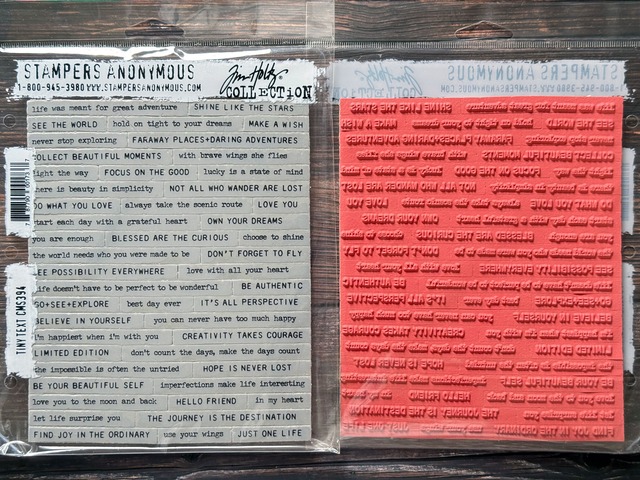 STAMPERS ANONYMOUS
1-800-945-3980 WWW.STAMPERSANONYMOUS.COM
Tim Holtz
COLLECTION
life was meant for great adventure SHINE LIKE THE STARS
SEE THE WORLD hold on tight to your dreams MAKE A WISH
never stop exploring FARAWAY PLACES+DARING ADVENTURES
COLLECT BEAUTIFUL MOMENTS with brave wings she flies
light the way FOCUS ON THE GOOD lucky is a state of mind
there is beauty in simplicity NOT ALL WHO WANDER ARE LOST
DO WHAT YOU LOVE always take the scenic route LOVE YOU
start each day with a grateful heart OWN YOUR DREAMS
you are enough BLESSED ARE THE CURIOUS choose to shine
the world needs who you were made to be DON'T FORGET TO FLY
SEE POSSIBILITY EVERYWHERE love with all your heart
life doesn't have to be perfect to be wonderful BE AUTHENTIC
GO+SEE+EXPLORE best day ever IT'S ALL PERSPECTIVE
BELIEVE IN YOURSELF you can never have too much happy
i'm happiest when i'm with you CREATIVITY TAKES COURAGE
LIMITED EDITION don't count the days, make the days count
the impossible is often the untried HOPE IS NEVER LOST
BE YOUR BEAUTIFUL SELF imperfections make life interesting
love you to the moon and back HELLO FRIEND in my heart
let life surprise you THE JOURNEY IS THE DESTINATION
FIND JOY IN THE ORDINARY use your wings JUST ONE LIFE
TINY TEXT CMS394